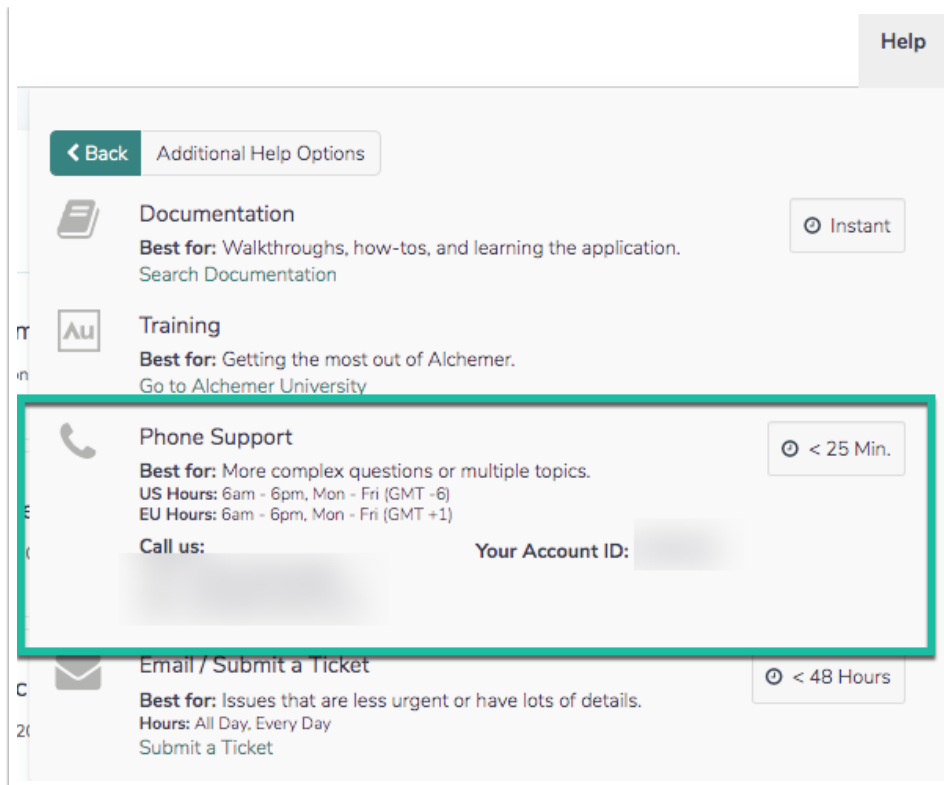 Help
Back
Additional Help Options
Documentation
Instant
Best for: Walkthroughs, how-tos, and learning the application.
Search Documentation
Au
Training
Best for: Getting the most out of Alchemer.
Go to Alchemer University
Phone Support
< 25 Min.
Best for: More complex questions or multiple topics.
US Hours: 6am - 6pm, Mon - Fri (GMT -6)
EU Hours: 6am - 6pm, Mon - Fri (GMT +1)
Call us:
Your Account ID:
Email / Submit a Ticket
< 48 Hours
Best for: Issues that are less urgent or have lots of details.
Hours: All Day, Every Day
Submit a Ticket